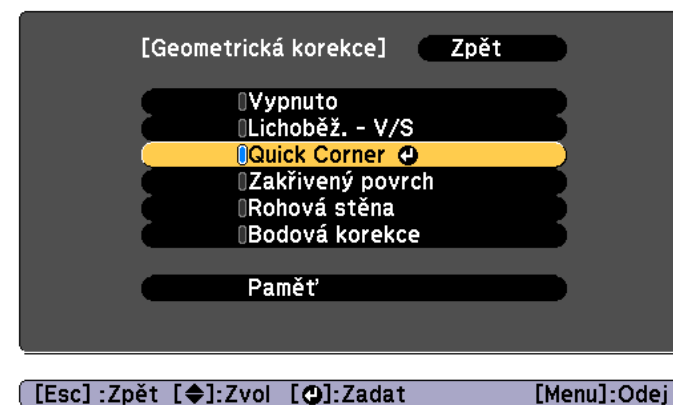 [Geometrická korekce] Zpět
Vypnuto
Lichoběž. - V/S
Quick Corner
Zakřivený povrch
Rohová stěna
Bodová korekce
Paměť
[Esc] :Zpět [◆]:Zvol [↵]:Zadat [Menu]:Odej